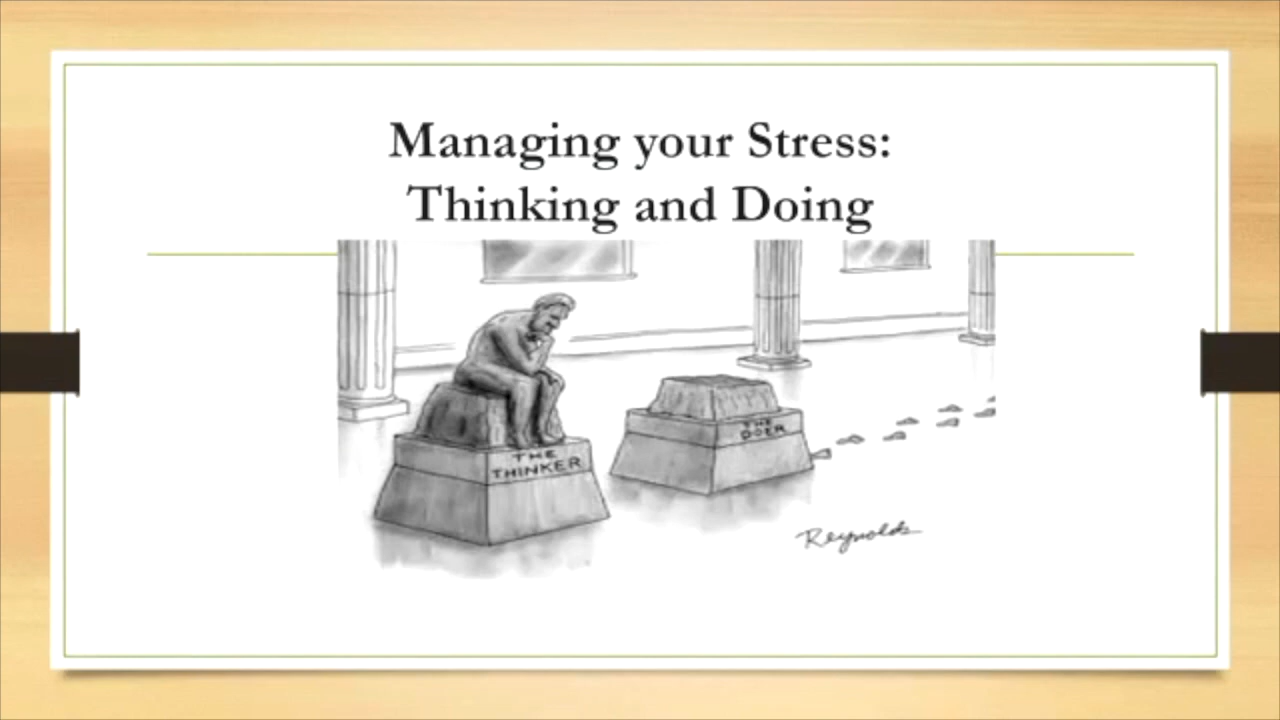 Managing your Stress:
Thinking and Doing
THE
THINKER
THE
DOER
Reynolds